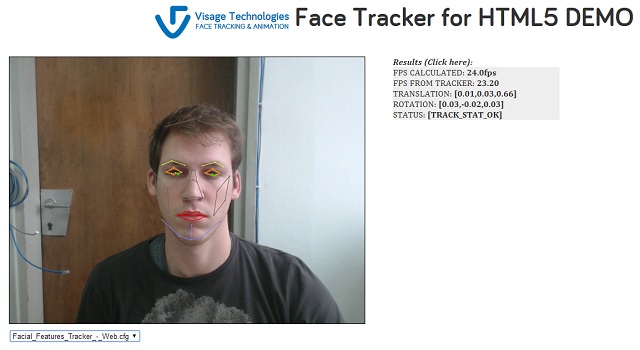 Visage Technologies
FACE TRACKING & ANIMATION
Face Tracker for HTML5 DEMO
Results (Click here):
FPS CALCULATED: 24.0fps
FPS FROM TRACKER: 23.20
TRANSLATION: [0.01,0.03,0.66]
ROTATION: [0.03,-0.02,0.03]
STATUS: [TRACK_STAT_OK]
Facial_Features_Tracker_-_Web.cfg